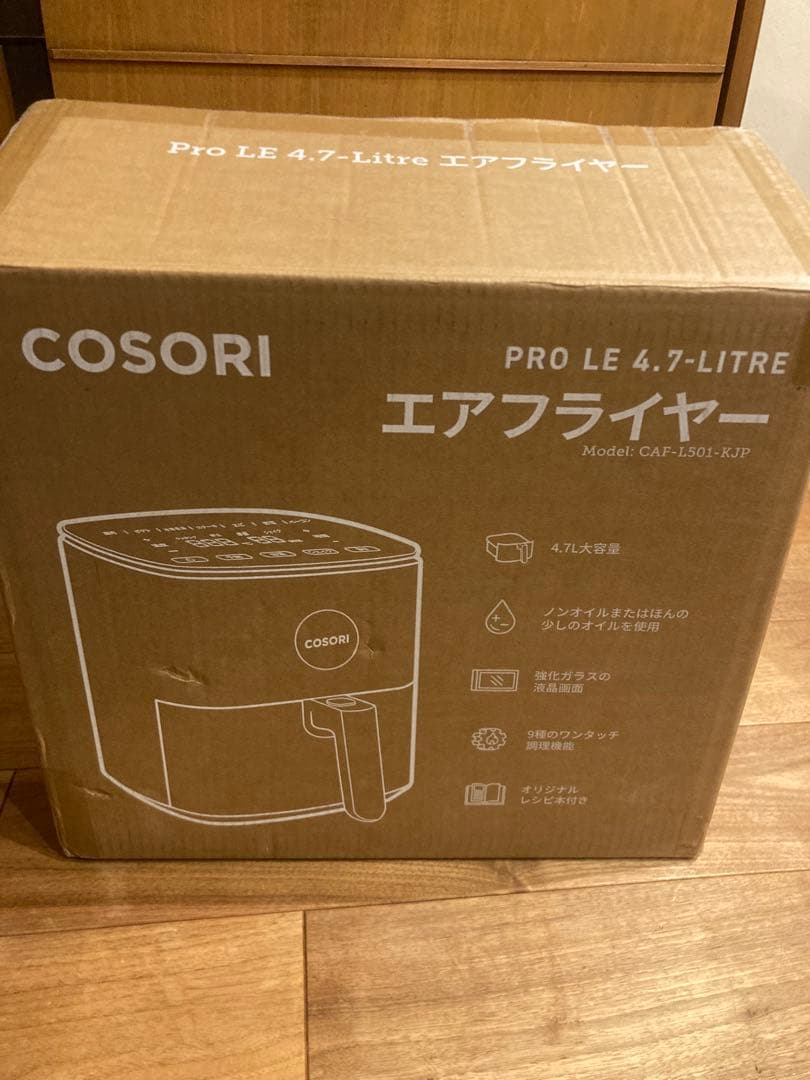 Pro LE 4.7-Litre エアフライヤー
COSORI
PRO LE 4.7-LITRE
エアフライヤー
Model: CAF-L501-KJP
COSORI
4.7L大容量
ノンオイルまたはほんの
少しのオイルを使用
強化ガラスの
液晶画面
9種のワンタッチ
調理機能
オリジナル
レシピ本付き